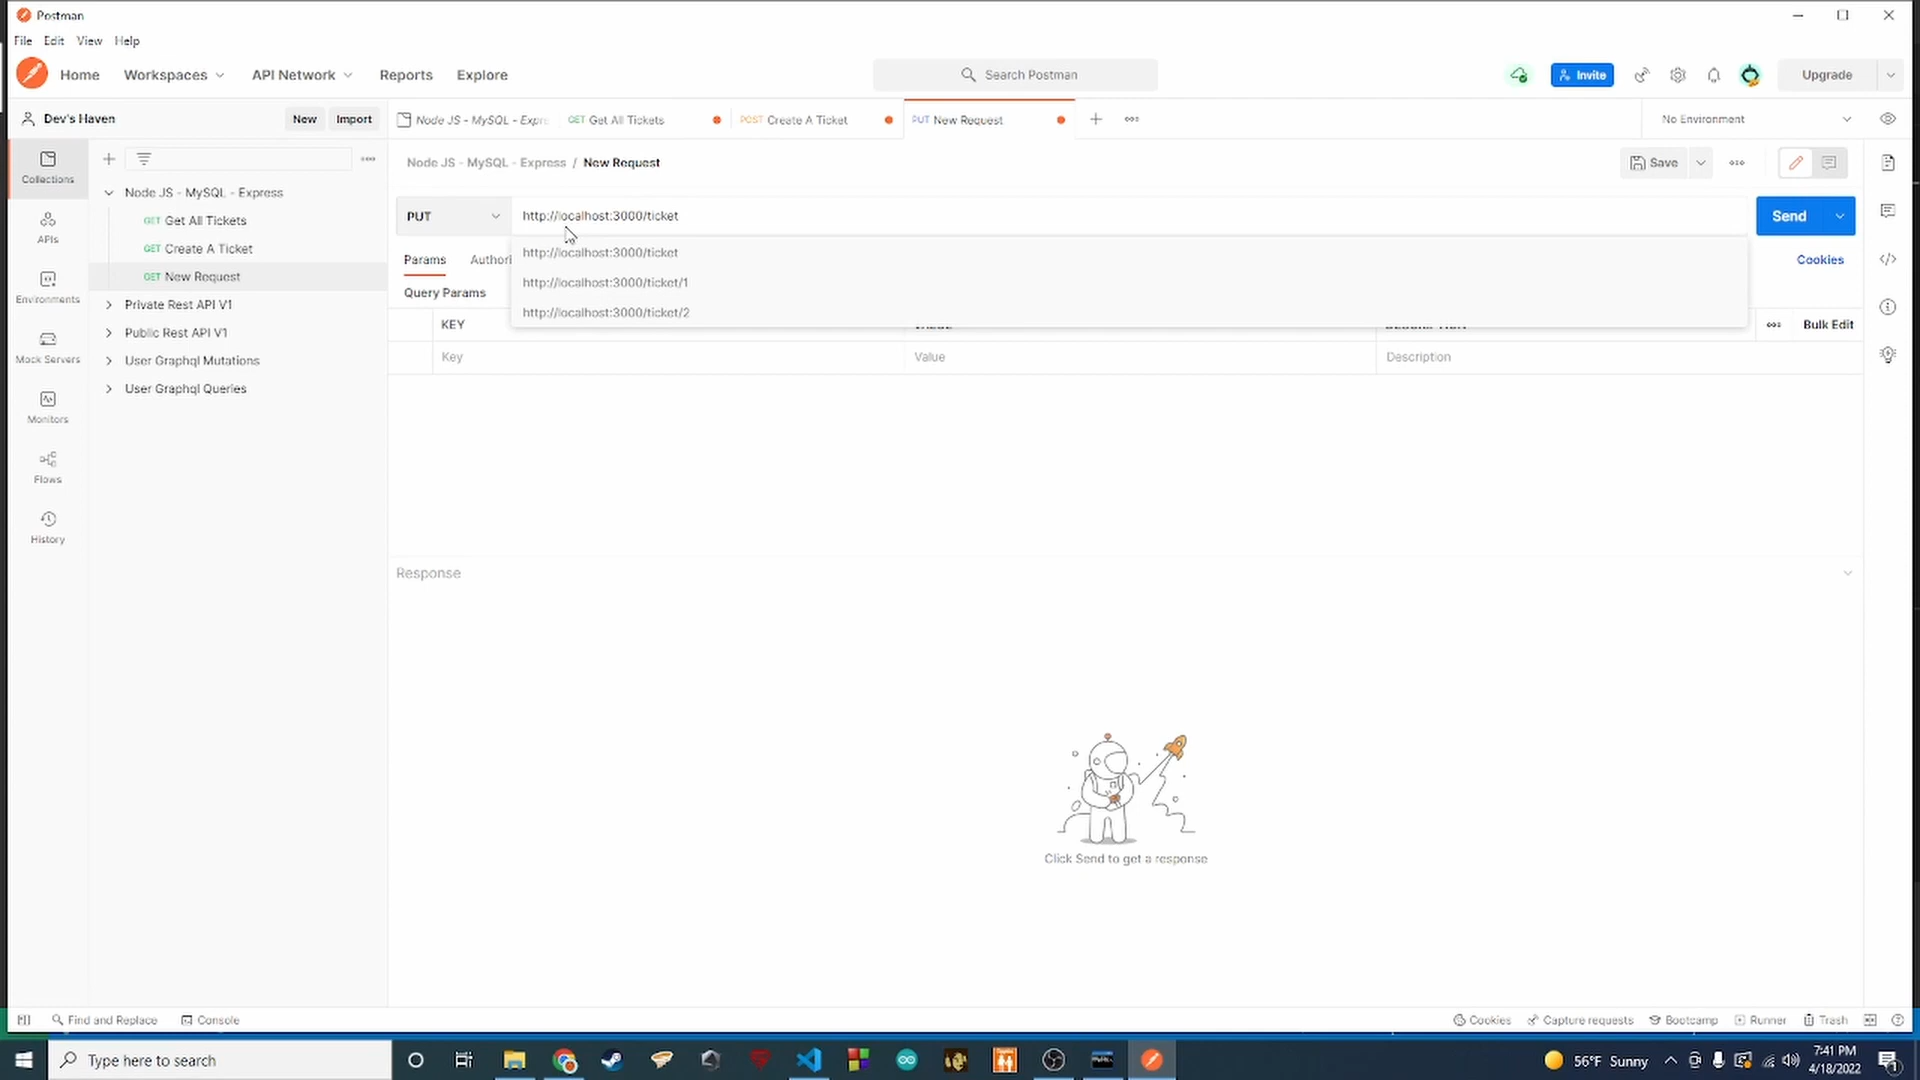 Postman
File Edit View Help
Home Workspaces API Network Reports Explore
Search Postman
Invite
Upgrade
Dev's Haven
New Import
Node JS - MySQL - Expre
GET Get All Tickets
POST Create A Ticket
PUT New Request
No Environment
Collections
APIs
Environments
Mock Servers
Monitors
Flows
History
Node JS - MySQL - Express
GET Get All Tickets
GET Create A Ticket
GET New Request
Private Rest API V1
Public Rest API V1
User Graphql Mutations
User Graphql Queries
Node JS - MySQL - Express / New Request
Save
PUT
http://localhost:3000/ticket
Send
http://localhost:3000/ticket
http://localhost:3000/ticket/1
http://localhost:3000/ticket/2
Params Authori
Cookies
Query Params
KEY
Bulk Edit
Key Value Description
Response
Click Send to get a response
Find and Replace Console
Cookies Capture requests Bootcamp Runner Trash
Type here to search
56°F Sunny
7:41 PM
4/18/2022